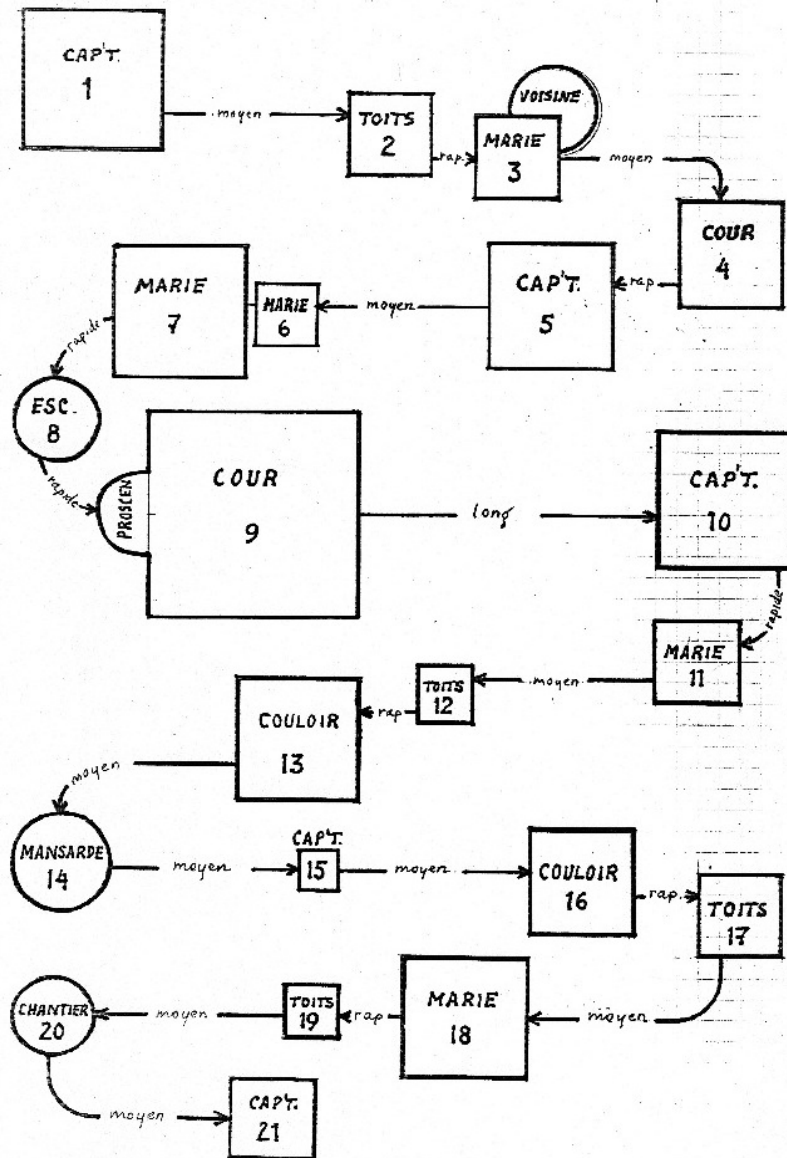 CAP'T.
1
moyen
TOITS
2
rap.
VOISINE
MARIE
3
moyen
COUR
4
rap
CAP'T.
5
moyen
MARIE
6
MARIE
7
rapide
ESC.
8
rapide
PROSCEN
COUR
9
long
CAP'T.
10
rapide
MARIE
11
moyen
TOITS
12
rap
COULOIR
13
moyen
MANSARDE
14
moyen
CAP'T.
15
moyen
COULOIR
16
rap.
TOITS
17
moyen
MARIE
18
rap
TOITS
19
moyen
CHANTIER
20
moyen
CAP'T.
21